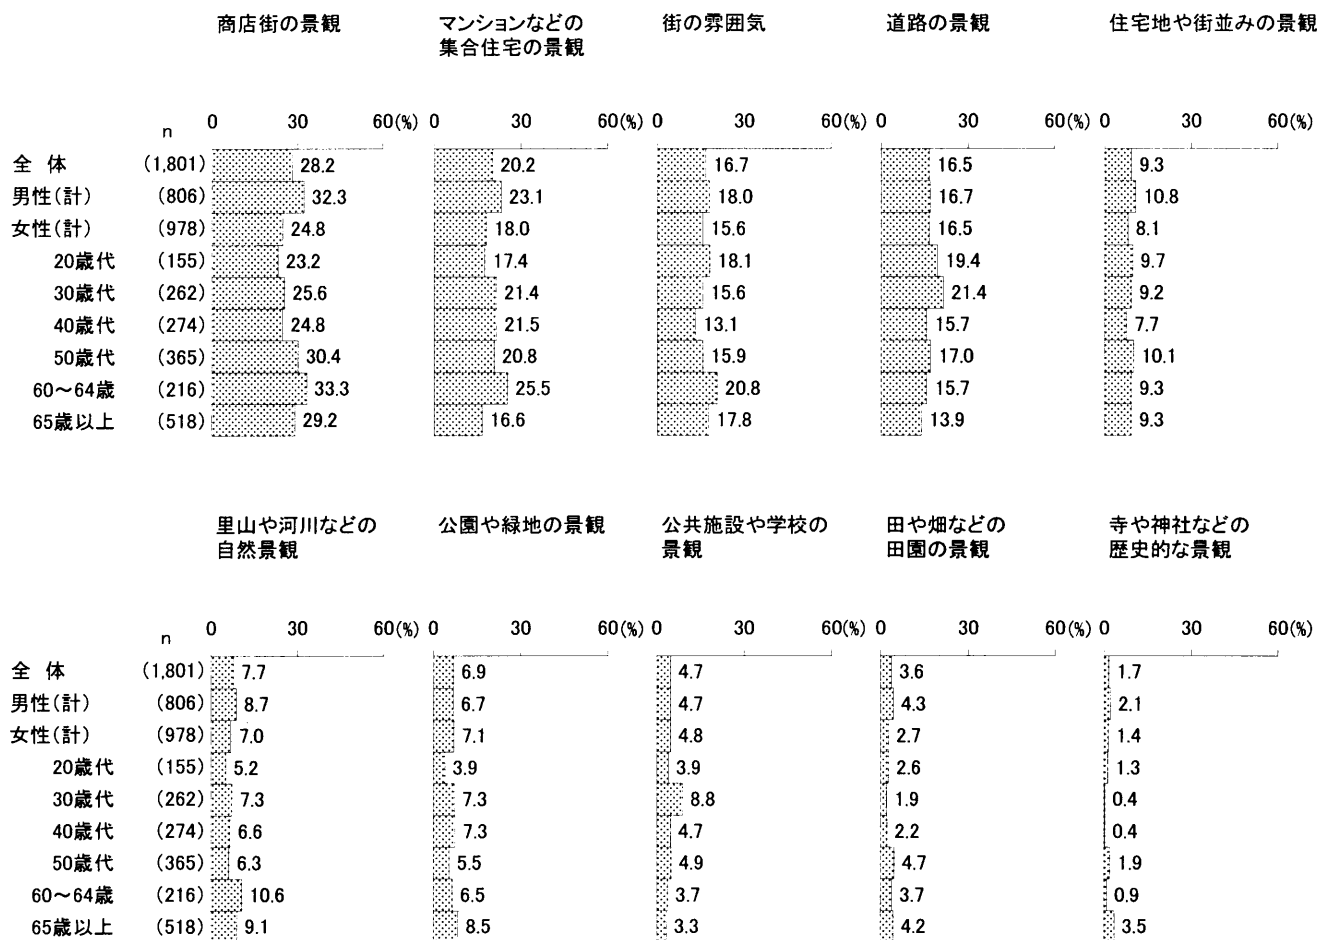 商店街の景観 マンションなどの 街の雰囲気 道路の景観 住宅地や街並みの景観
集合住宅の景観
n 0 30 60(%) 0 30 60(%) 0 30 60(%) 0 30 60(%) 0 30 60(%)
全 体 (1,801) 28.2 20.2 16.7 16.5 9.3
男性(計) (806) 32.3 23.1 18.0 16.7 10.8
女性(計) (978) 24.8 18.0 15.6 16.5 8.1
20歳代 (155) 23.2 17.4 18.1 19.4 9.7
30歳代 (262) 25.6 21.4 15.6 21.4 9.2
40歳代 (274) 24.8 21.5 13.1 15.7 7.7
50歳代 (365) 30.4 20.8 15.9 17.0 10.1
60～64歳 (216) 33.3 25.5 20.8 15.7 9.3
65歳以上 (518) 29.2 16.6 17.8 13.9 9.3
里山や河川などの 公園や緑地の景観 公共施設や学校の 田や畑などの 寺や神社などの
自然景観 景観 田園の景観 歴史的な景観
n 0 30 60(%) 0 30 60(%) 0 30 60(%) 0 30 60(%) 0 30 60(%)
全 体 (1,801) 7.7 6.9 4.7 3.6 1.7
男性(計) (806) 8.7 6.7 4.7 4.3 2.1
女性(計) (978) 7.0 7.1 4.8 2.7 1.4
20歳代 (155) 5.2 3.9 3.9 2.6 1.3
30歳代 (262) 7.3 7.3 8.8 1.9 0.4
40歳代 (274) 6.6 7.3 4.7 2.2 0.4
50歳代 (365) 6.3 5.5 4.9 4.7 1.9
60～64歳 (216) 10.6 6.5 3.7 3.7 0.9
65歳以上 (518) 9.1 8.5 3.3 4.2 3.5